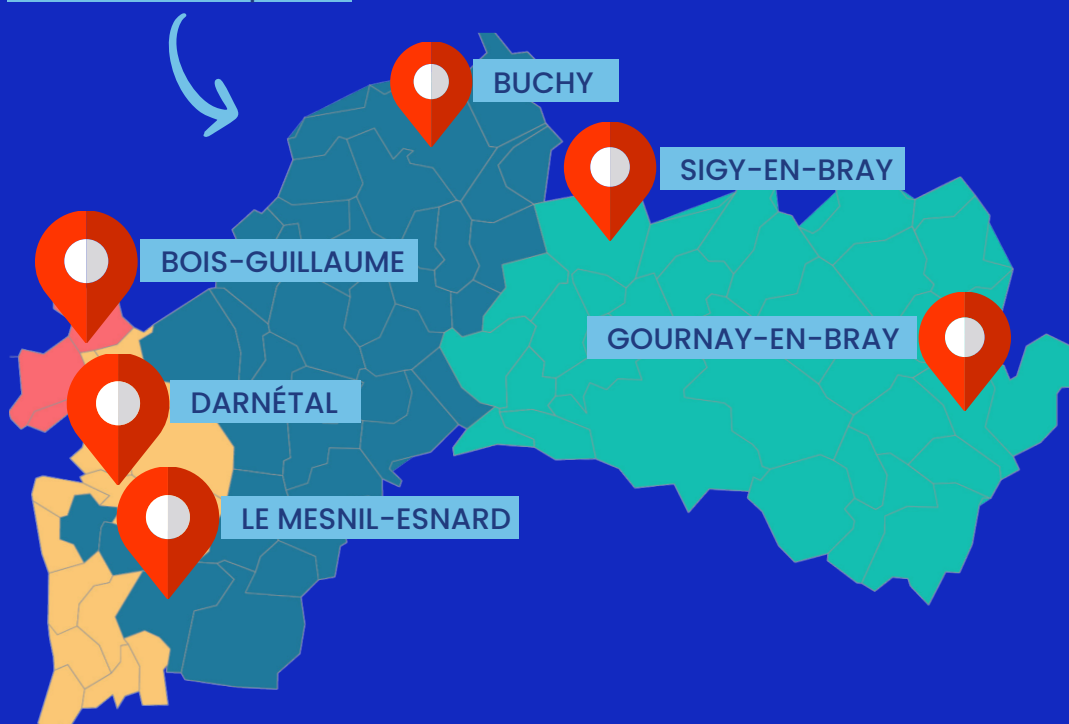 BUCHY
SIGY-EN-BRAY
BOIS-GUILLAUME
GOURNAY-EN-BRAY
DARNÉTAL
LE MESNIL-ESNARD